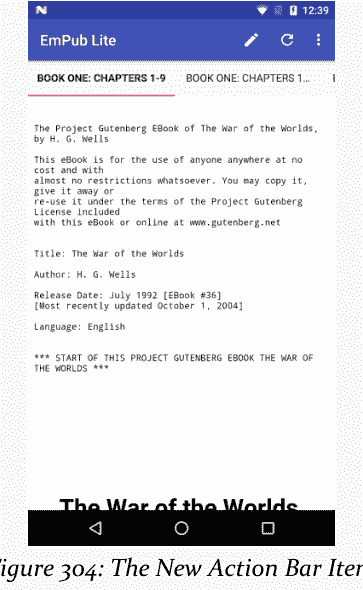 12:39
EmPub Lite
BOOK ONE: CHAPTERS 1-9 BOOK ONE: CHAPTERS 1...
The Project Gutenberg EBook of The War of the Worlds,
by H. G. Wells
This eBook is for the use of anyone anywhere at no
cost and with
almost no restrictions whatsoever. You may copy it,
give it away or
re-use it under the terms of the Project Gutenberg
License included
with this eBook or online at www.gutenberg.net
Title: The War of the Worlds
Author: H. G. Wells
Release Date: July 1992 [EBook #36]
[Most recently updated October 1, 2004]
Language: English
*** START OF THIS PROJECT GUTENBERG EBOOK THE WAR OF
THE WORLDS ***
The War of the Worlds
igure 304: The New Action Bar Iter